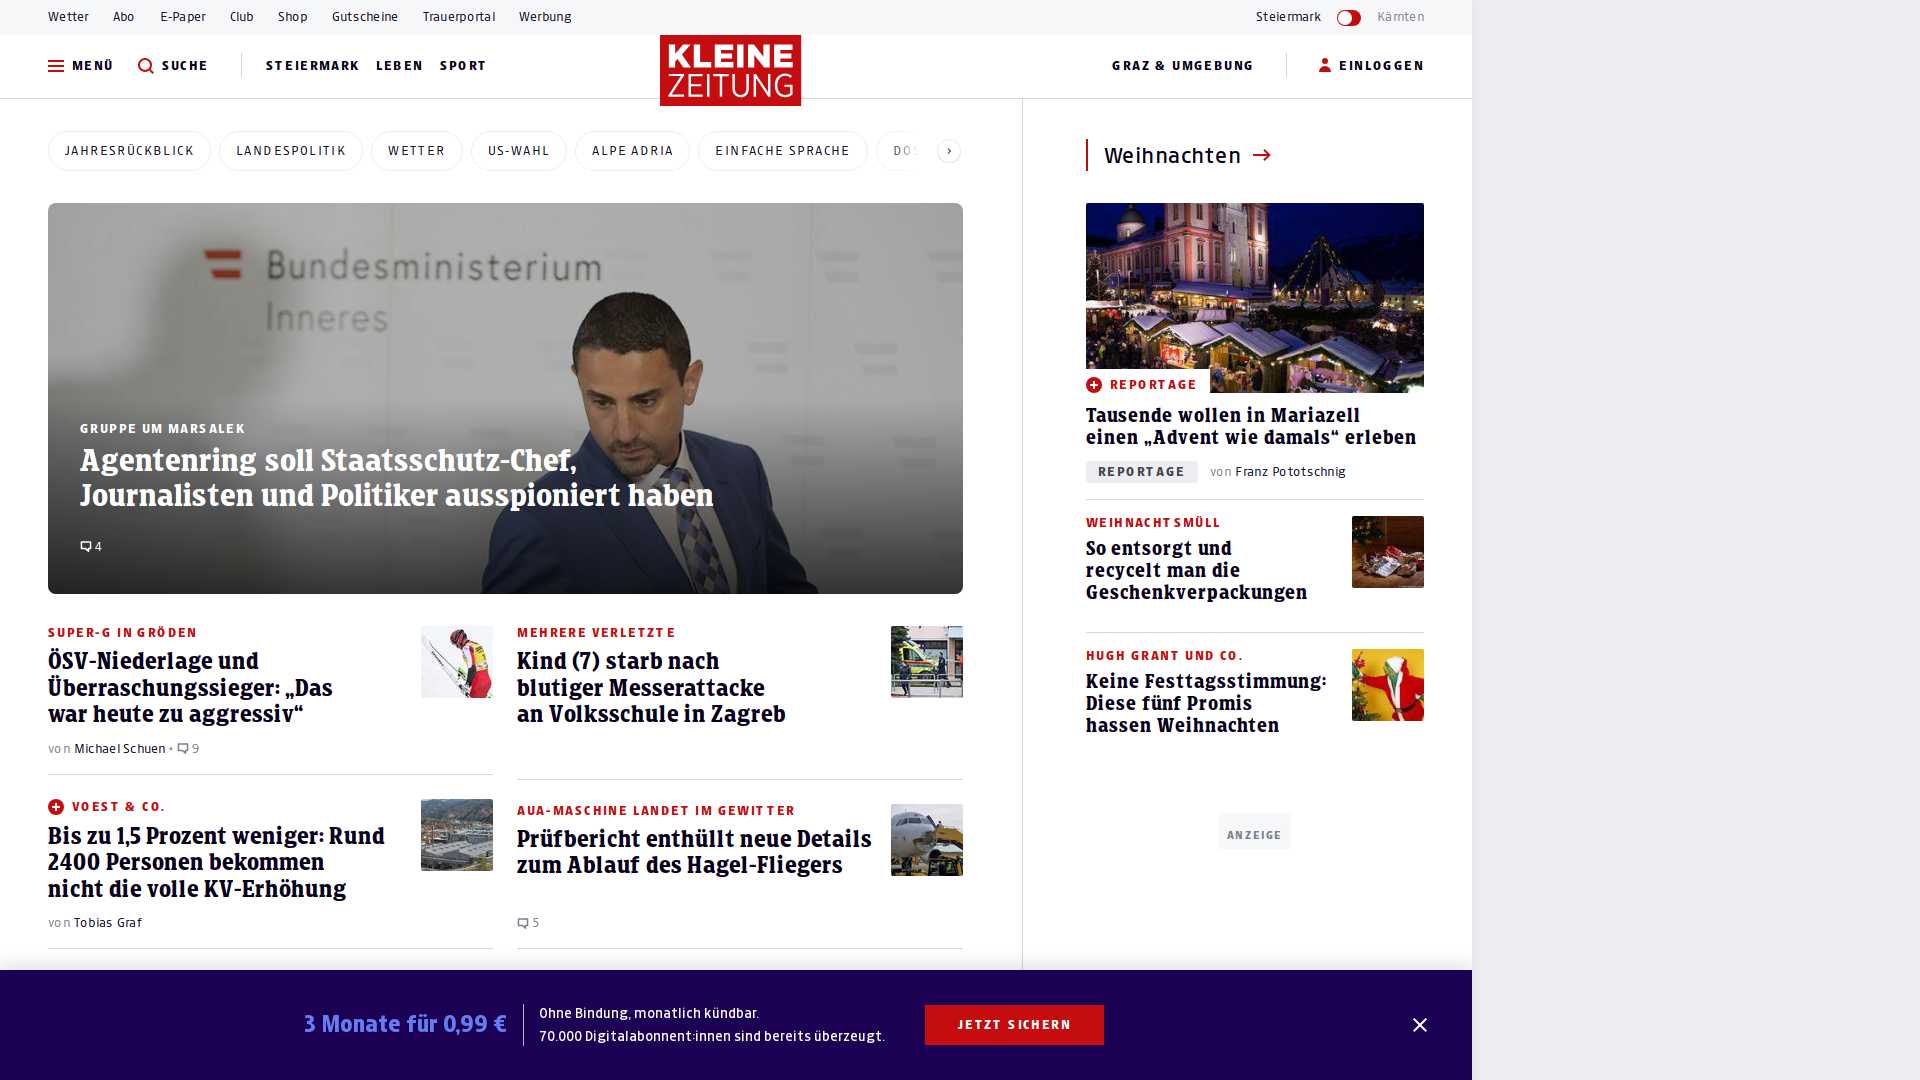 Wetter Abo E-Paper Club Shop Gutscheine Trauerportal Werbung Steiermark Kärnten
MENÜ SUCHE STEIERMARK LEBEN SPORT KLEINE ZEITUNG GRAZ & UMGEBUNG EINLOGGEN
JAHRESRÜCKBLICK LANDESPOLITIK WETTER US-WAHL ALPE ADRIA EINFACHE SPRACHE
Bundesministerium
Inneres
GRUPPE UM MARSALEK
Agentenring soll Staatsschutz-Chef,
Journalisten und Politiker ausspioniert haben
4
SUPER-G IN GRÖDEN
ÖSV-Niederlage und
Überraschungssieger: „Das
war heute zu aggressiv“
von Michael Schuen • 9
MEHRERE VERLETZTE
Kind (7) starb nach
blutiger Messerattacke
an Volksschule in Zagreb
VOEST & CO.
Bis zu 1,5 Prozent weniger: Rund
2400 Personen bekommen
nicht die volle KV-Erhöhung
von Tobias Graf
AUA-MASCHINE LANDET IM GEWITTER
Prüfbericht enthüllt neue Details
zum Ablauf des Hagel-Fliegers
5
Weihnachten
REPORTAGE
Tausende wollen in Mariazell
einen „Advent wie damals“ erleben
REPORTAGE von Franz Pototschnig
WEIHNACHTSMÜLL
So entsorgt und
recycelt man die
Geschenkverpackungen
HUGH GRANT UND CO.
Keine Festtagsstimmung:
Diese fünf Promis
hassen Weihnachten
ANZEIGE
3 Monate für 0,99 €
Ohne Bindung, monatlich kündbar.
70.000 Digitalabonnent:innen sind bereits überzeugt.
JETZT SICHERN